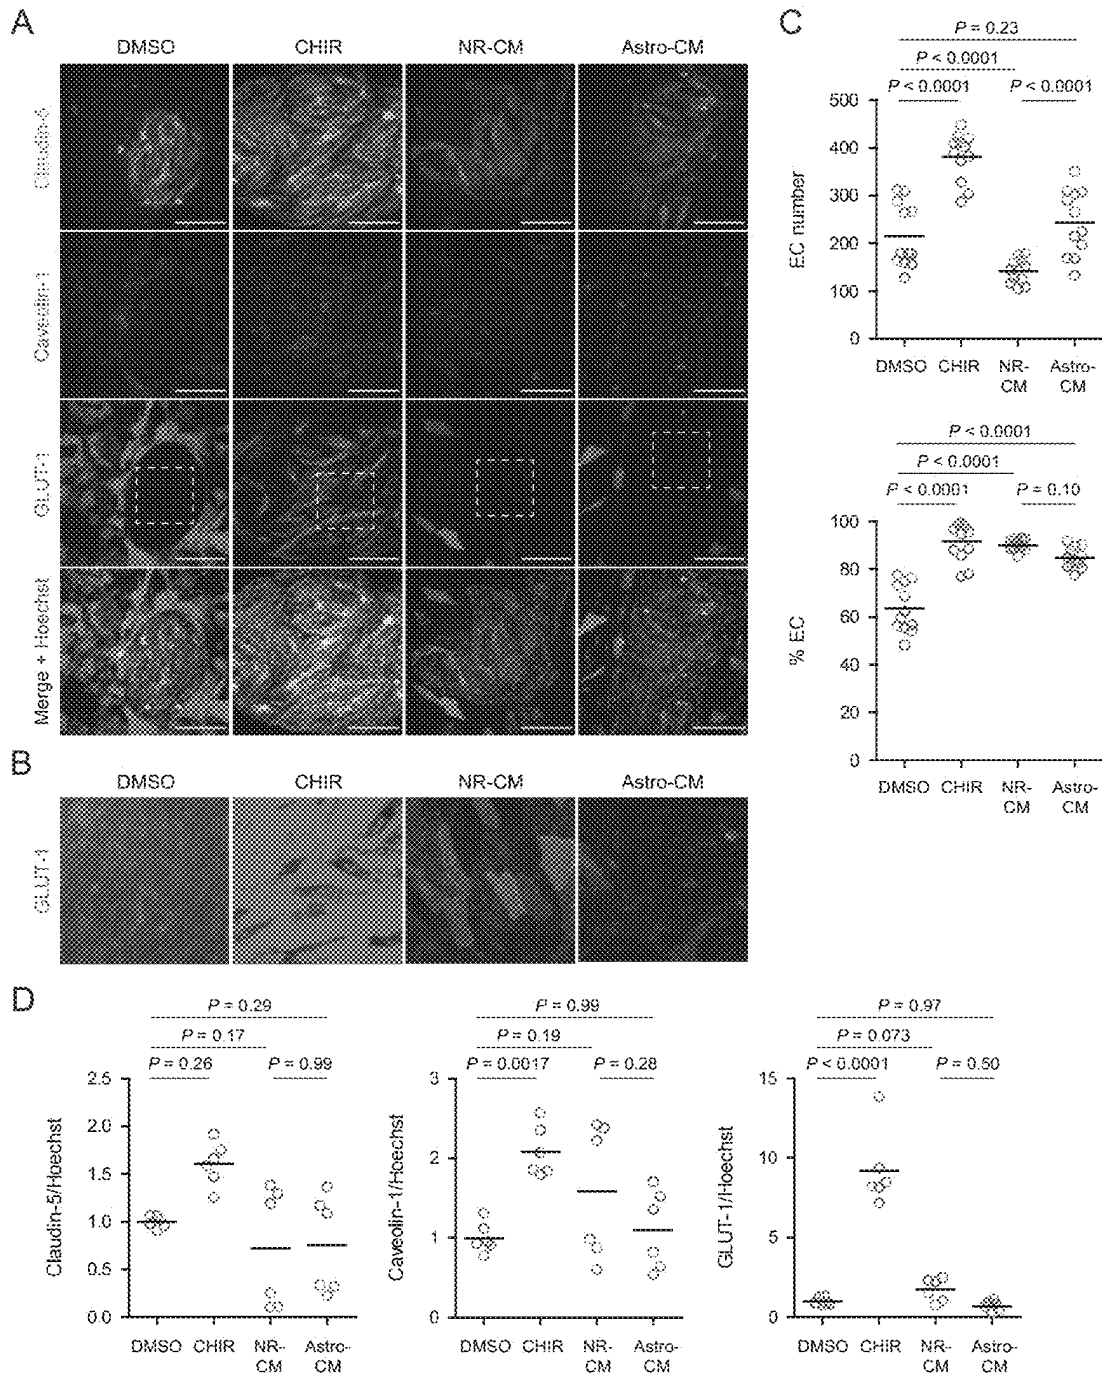 A
DMSO CHIR NR-CM Astro-CM
Caveolin-1
GLUT-1
Merge + Hoechst
B
DMSO CHIR NR-CM Astro-CM
GLUT-1
C
P = 0.23
P < 0.0001
P < 0.0001 P < 0.0001
EC number
500
400
300
200
100
0
DMSO CHIR NR-CM Astro-CM
P < 0.0001
P < 0.0001
P < 0.0001 P = 0.10
% EC
100
80
60
40
20
0
DMSO CHIR NR-CM Astro-CM
D
P = 0.29
P = 0.17
P = 0.26 P = 0.99
Claudin-5/Hoechst
2.5
2.0
1.5
1.0
0.5
0.0
DMSO CHIR NR-CM Astro-CM
P = 0.99
P = 0.19
P = 0.0017 P = 0.28
Caveolin-1/Hoechst
3
2
1
0
DMSO CHIR NR-CM Astro-CM
P = 0.97
P = 0.073
P < 0.0001 P = 0.50
GLUT-1/Hoechst
15
10
5
0
DMSO CHIR NR-CM Astro-CM